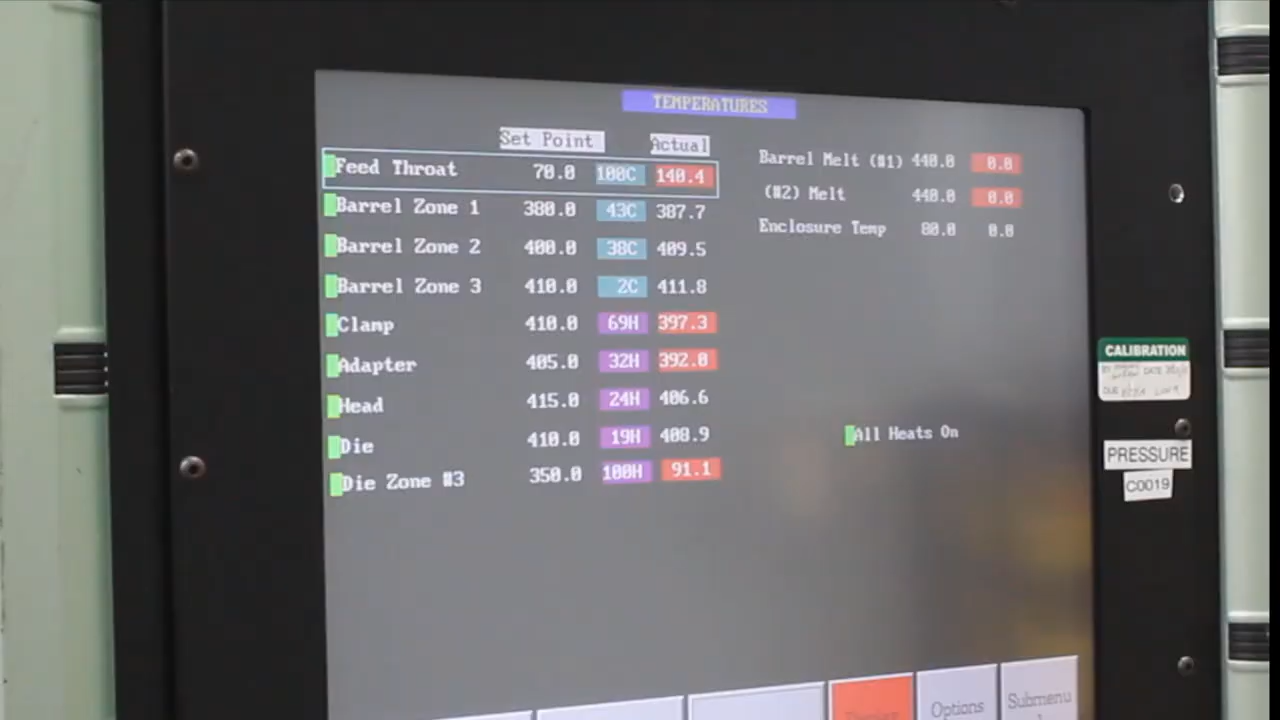 TEMPERATURES
Set Point Actual
Feed Throat 70.0 100C 140.4
Barrel Zone 1 380.0 43C 387.7
Barrel Zone 2 400.0 38C 409.5
Barrel Zone 3 410.0 2C 411.8
Clamp 410.0 69H 397.3
Adapter 405.0 32H 392.0
Head 415.0 24H 406.6
Die 410.0 19H 408.9
Die Zone #3 350.0 100H 91.1
Barrel Melt (#1) 440.0 0.0
(#2) Melt 440.0 0.0
Enclosure Temp 80.0 0.0
All Heats On
Options
Submenu
CALIBRATION
BY DATE
DUE
PRESSURE
C0019